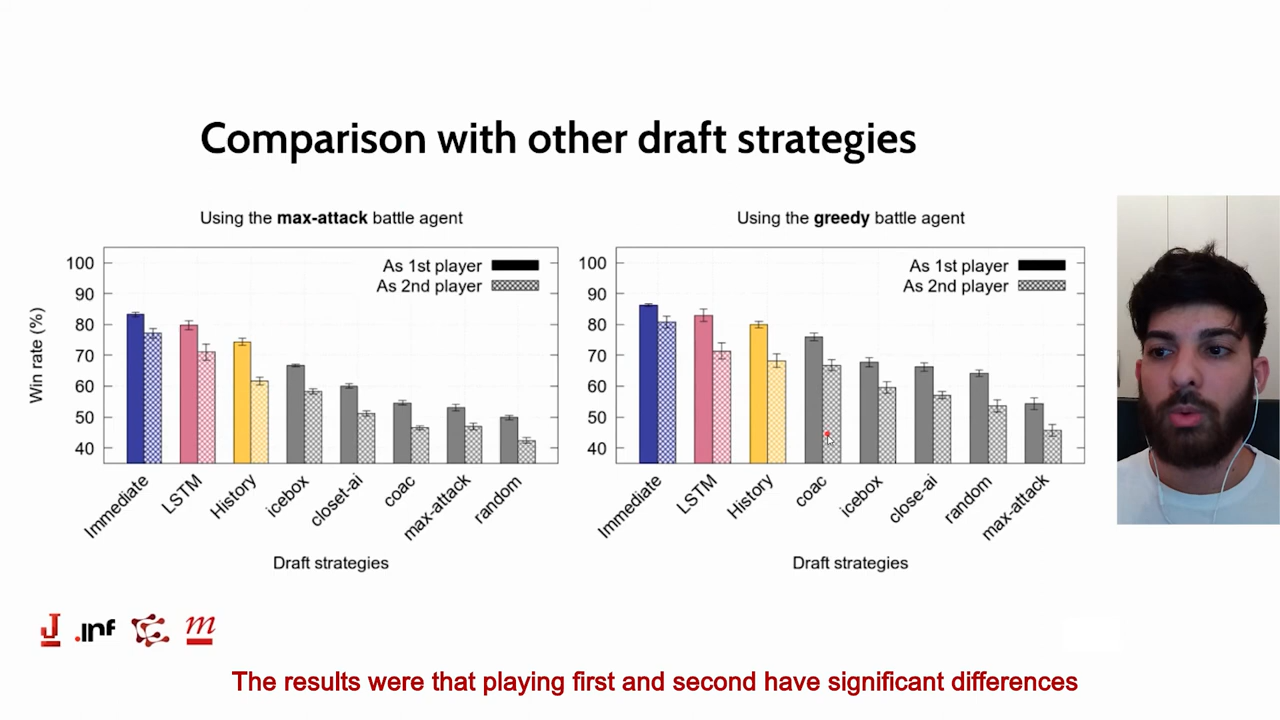 Comparison with other draft strategies
Using the max-attack battle agent
Win rate (%)
100
90
80
70
60
50
40
As 1st player
As 2nd player
Immediate
LSTM
History
icebox
closet-ai
coac
max-attack
random
Draft strategies
Using the greedy battle agent
100
90
80
70
60
50
40
As 1st player
As 2nd player
Immediate
LSTM
History
coac
icebox
close-ai
random
max-attack
Draft strategies
J .ınf m
The results were that playing first and second have significant differences